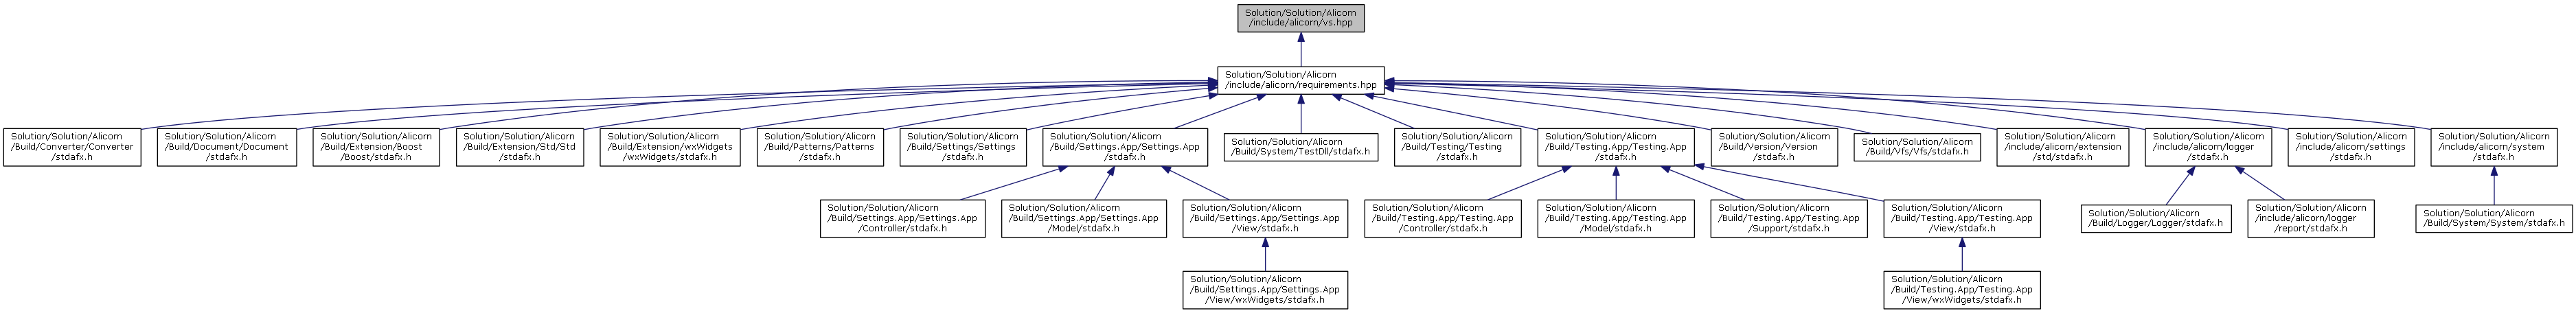 Solution/Solution/Alicorn
/include/alicorn/vs.hpp
Solution/Solution/Alicorn
/include/alicorn/requirements.hpp
Solution/Solution/Alicorn
/Build/Converter/Converter
/stdafx.h
Solution/Solution/Alicorn
/Build/Document/Document
/stdafx.h
Solution/Solution/Alicorn
/Build/Extension/Boost
/Boost/stdafx.h
Solution/Solution/Alicorn
/Build/Extension/Std/Std
/stdafx.h
Solution/Solution/Alicorn
/Build/Extension/wxWidgets
/wxWidgets/stdafx.h
Solution/Solution/Alicorn
/Build/Patterns/Patterns
/stdafx.h
Solution/Solution/Alicorn
/Build/Settings/Settings
/stdafx.h
Solution/Solution/Alicorn
/Build/Settings.App/Settings.App
/stdafx.h
Solution/Solution/Alicorn
/Build/System/TestDll/stdafx.h
Solution/Solution/Alicorn
/Build/Testing/Testing
/stdafx.h
Solution/Solution/Alicorn
/Build/Testing.App/Testing.App
/stdafx.h
Solution/Solution/Alicorn
/Build/Version/Version
/stdafx.h
Solution/Solution/Alicorn
/Build/Vfs/Vfs/stdafx.h
Solution/Solution/Alicorn
/include/alicorn/extension
/std/stdafx.h
Solution/Solution/Alicorn
/include/alicorn/logger
/stdafx.h
Solution/Solution/Alicorn
/include/alicorn/settings
/stdafx.h
Solution/Solution/Alicorn
/include/alicorn/system
/stdafx.h
Solution/Solution/Alicorn
/Build/Settings.App/Settings.App
/Controller/stdafx.h
Solution/Solution/Alicorn
/Build/Settings.App/Settings.App
/Model/stdafx.h
Solution/Solution/Alicorn
/Build/Settings.App/Settings.App
/View/stdafx.h
Solution/Solution/Alicorn
/Build/Testing.App/Testing.App
/Controller/stdafx.h
Solution/Solution/Alicorn
/Build/Testing.App/Testing.App
/Model/stdafx.h
Solution/Solution/Alicorn
/Build/Testing.App/Testing.App
/Support/stdafx.h
Solution/Solution/Alicorn
/Build/Testing.App/Testing.App
/View/stdafx.h
Solution/Solution/Alicorn
/Build/Logger/Logger/stdafx.h
Solution/Solution/Alicorn
/include/alicorn/logger
/report/stdafx.h
Solution/Solution/Alicorn
/Build/System/System/stdafx.h
Solution/Solution/Alicorn
/Build/Settings.App/Settings.App
/View/wxWidgets/stdafx.h
Solution/Solution/Alicorn
/Build/Testing.App/Testing.App
/View/wxWidgets/stdafx.h